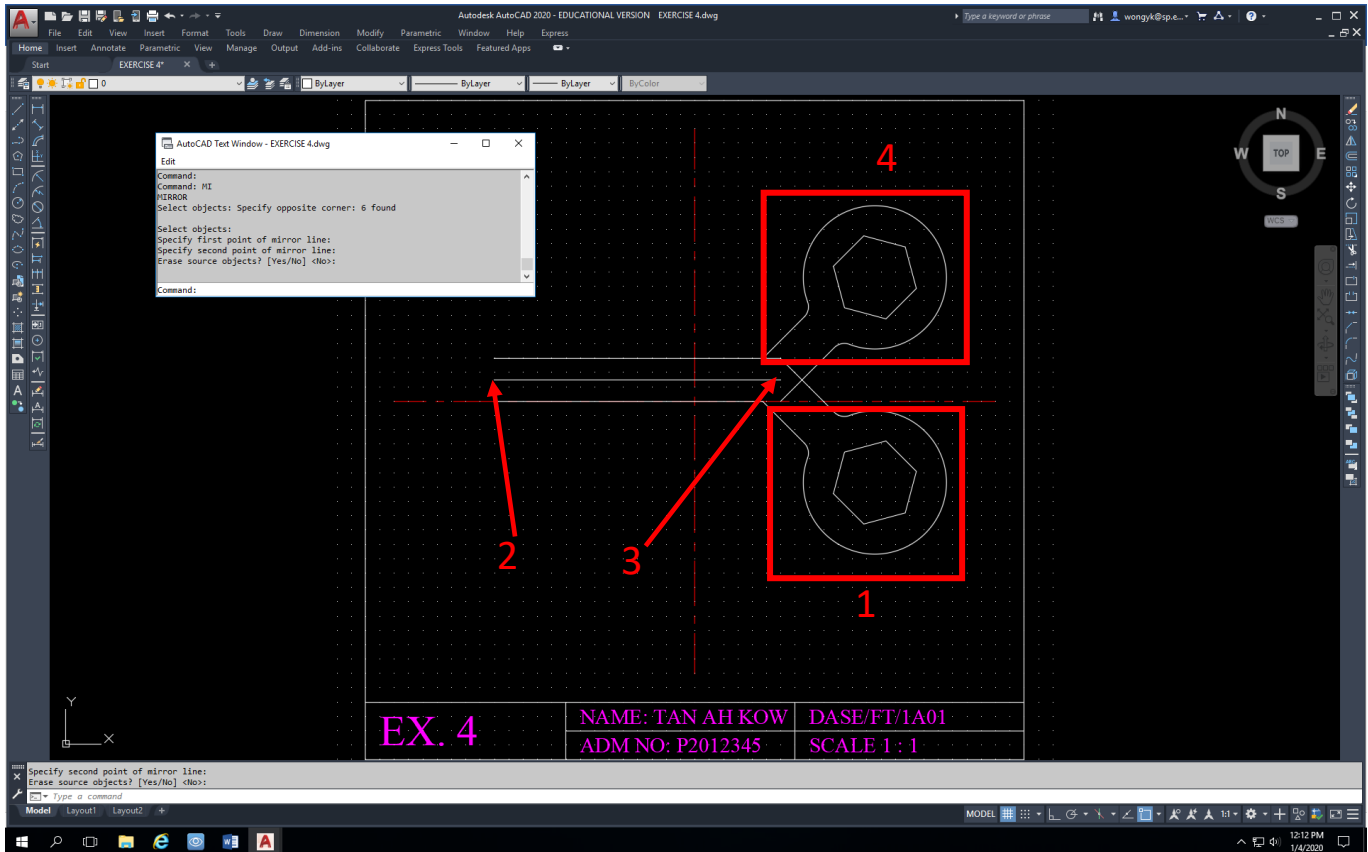 Autodesk AutoCAD 2020 - EDUCATIONAL VERSION EXERCISE 4.dwg
Type a keyword or phrase
wongyk@sp.e...
File Edit View Insert Format Tools Draw Dimension Modify Parametric Window Help Express
Home Insert Annotate Parametric View Manage Output Add-ins Collaborate Express Tools Featured Apps
Start EXERCISE 4* +
0 ByLayer ByLayer ByLayer ByColor
AutoCAD Text Window - EXERCISE 4.dwg
Edit
Command:
Command: MI
MIRROR
Select objects: Specify opposite corner: 6 found
Select objects:
Specify first point of mirror line:
Specify second point of mirror line:
Erase source objects? [Yes/No] <No>:
Command:
4
N
W TOP E
S
WCS
2
3
1
Y
X
EX. 4
NAME: TAN AH KOW DASE/FT/1A01
ADM NO: P2012345 SCALE 1 : 1
Specify second point of mirror line:
Erase source objects? [Yes/No] <No>:
Type a command
Model Layout1 Layout2 +
MODEL 1:1
12:12 PM
1/4/2020